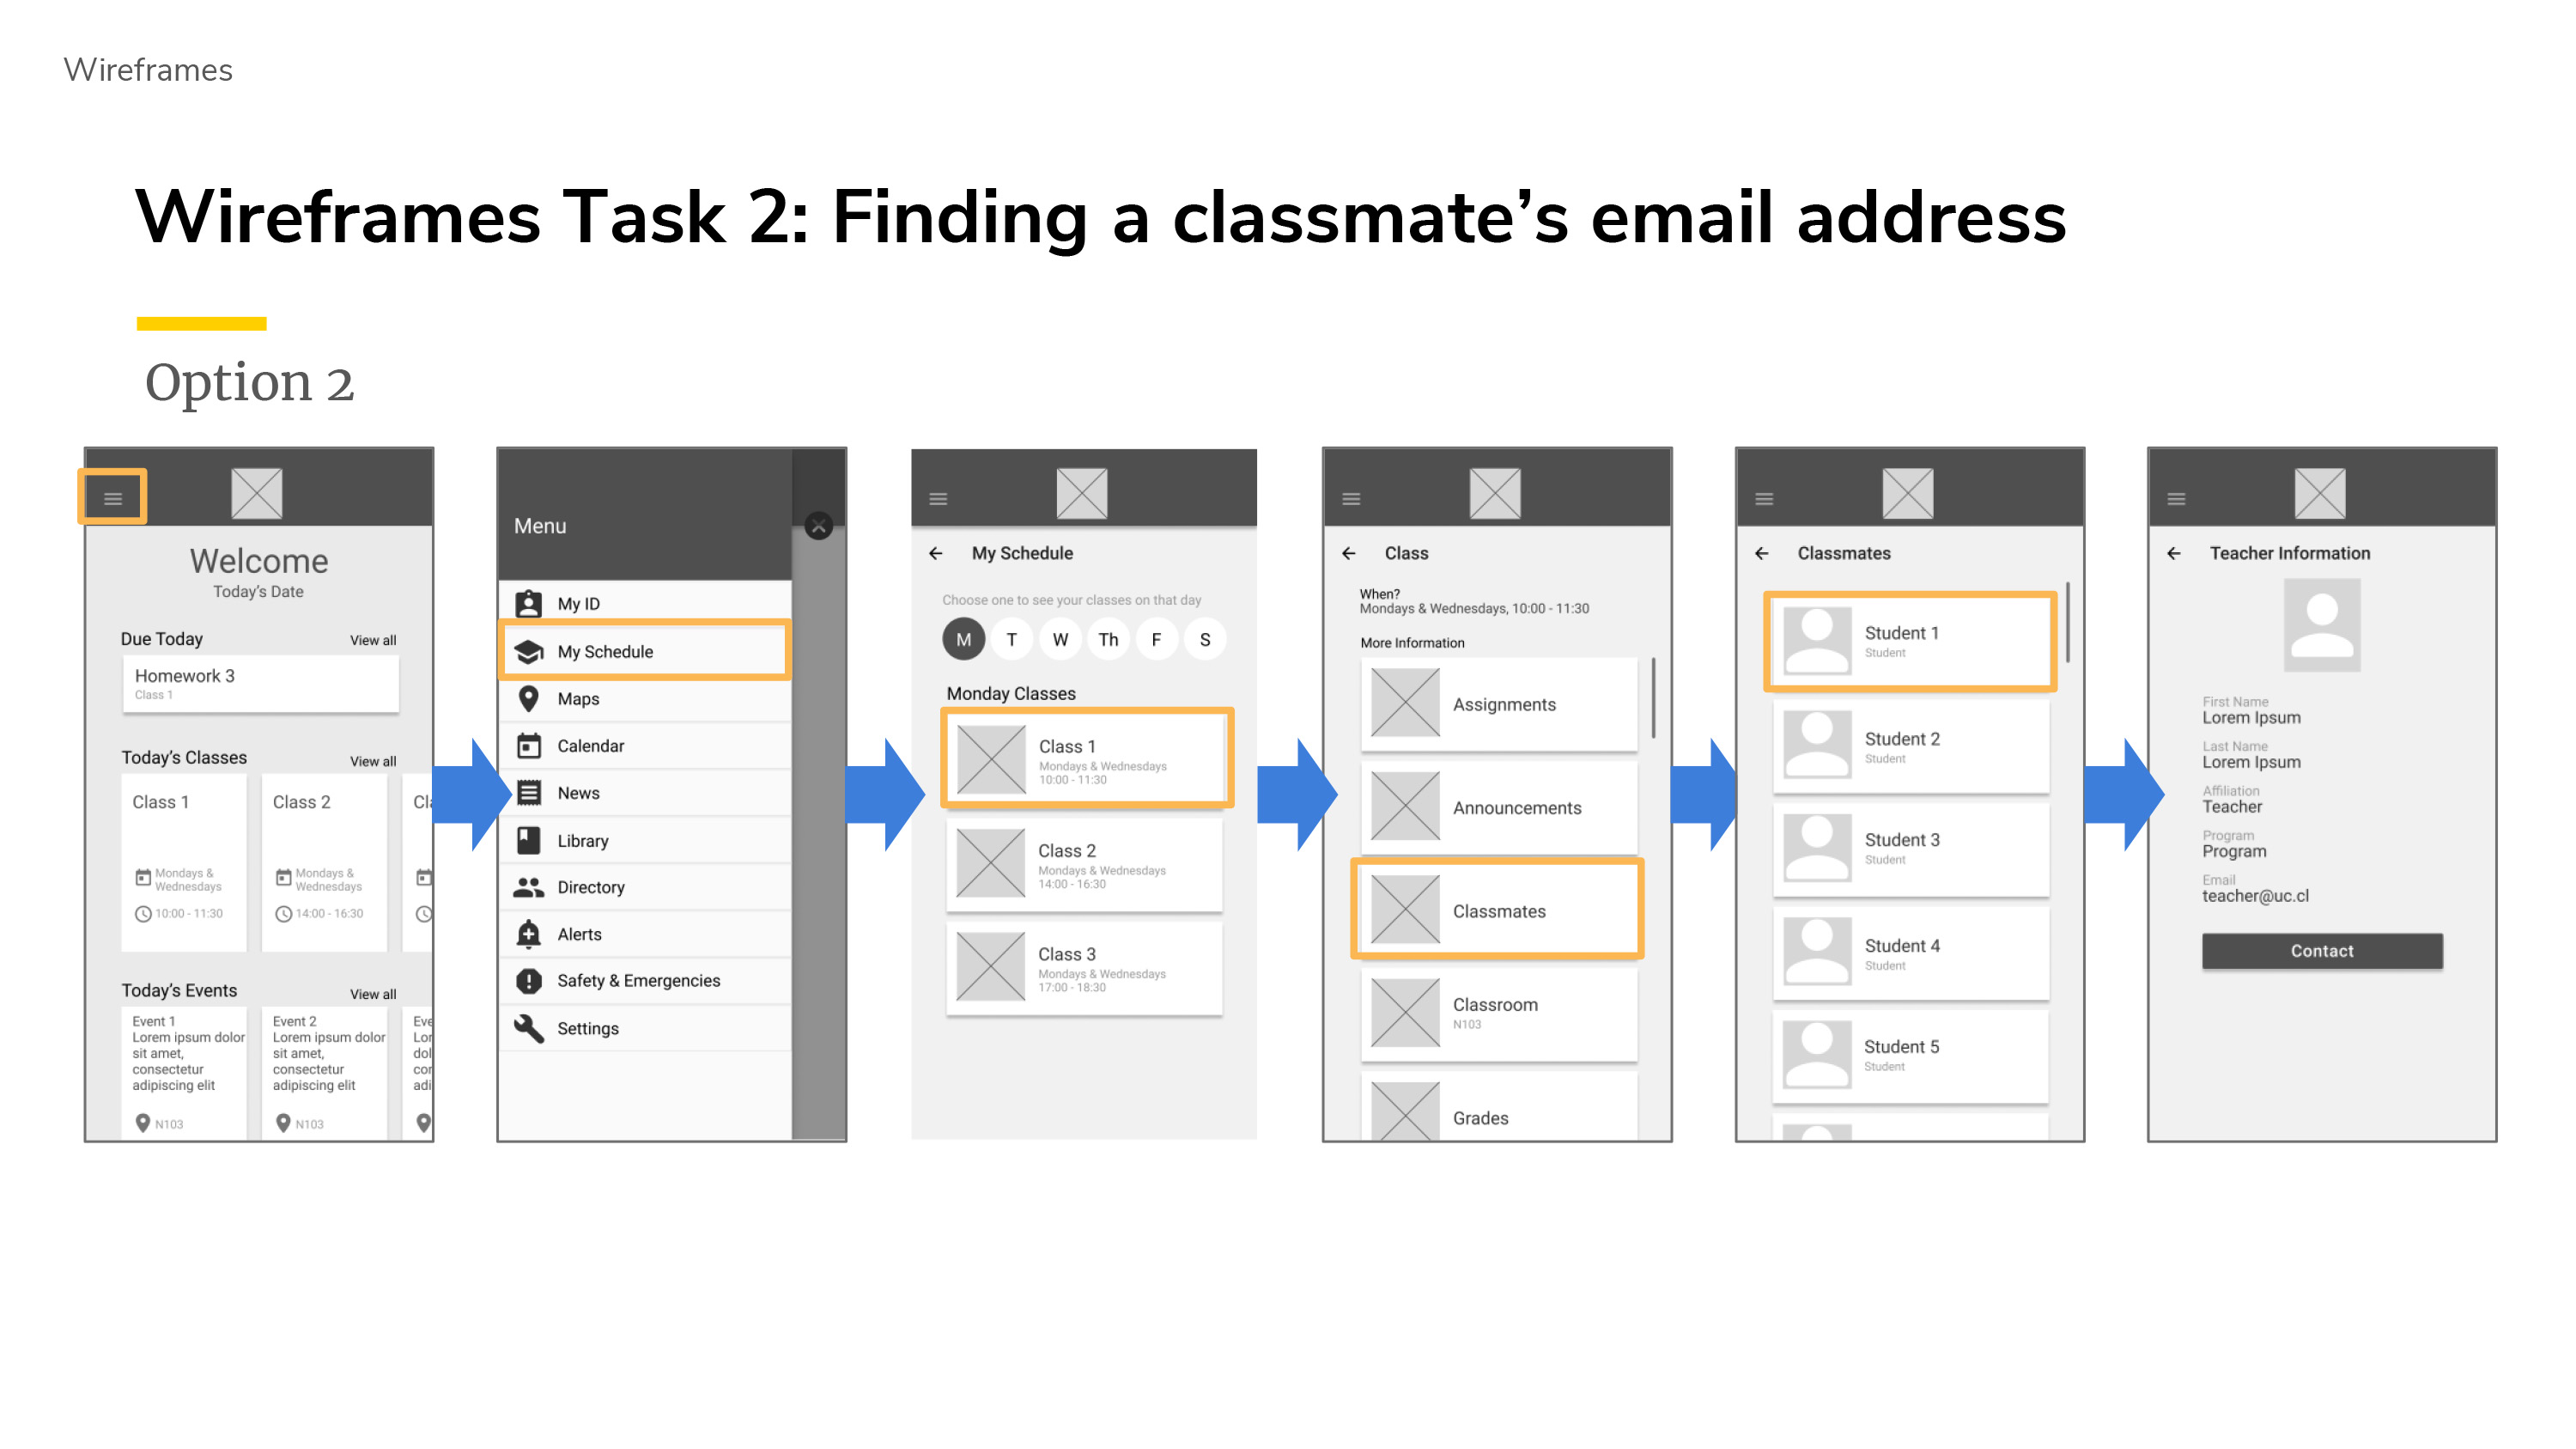 Wireframes
Wireframes Task 2: Finding a classmate's email address
Option 2
Welcome
Today's Date
Due Today
View all
Homework 3
Class 1
Today's Classes
View all
Class 1
Mondays &
Wednesdays
10:00 - 11:30
Class 2
Mondays &
Wednesdays
14:00 - 16:30
Today's Events
View all
Event 1
Lorem ipsum dolor
sit amet,
consectetur
adipiscing elit
N103
Event 2
Lorem ipsum dolor
sit amet,
consectetur
adipiscing elit
N103
Menu
My ID
My Schedule
Maps
Calendar
News
Library
Directory
Alerts
Safety & Emergencies
Settings
My Schedule
Choose one to see your classes on that day
M T W Th F S
Monday Classes
Class 1
Mondays & Wednesdays
10:00 - 11:30
Class 2
Mondays & Wednesdays
14:00 - 16:30
Class 3
Mondays & Wednesdays
17:00 - 18:30
Class
When?
Mondays & Wednesdays, 10:00 - 11:30
More Information
Assignments
Announcements
Classmates
Classroom
N103
Grades
Classmates
Student 1
Student
Student 2
Student
Student 3
Student
Student 4
Student
Student 5
Student
Teacher Information
First Name
Lorem Ipsum
Last Name
Lorem Ipsum
Affiliation
Teacher
Program
Program
Email
teacher@uc.cl
Contact